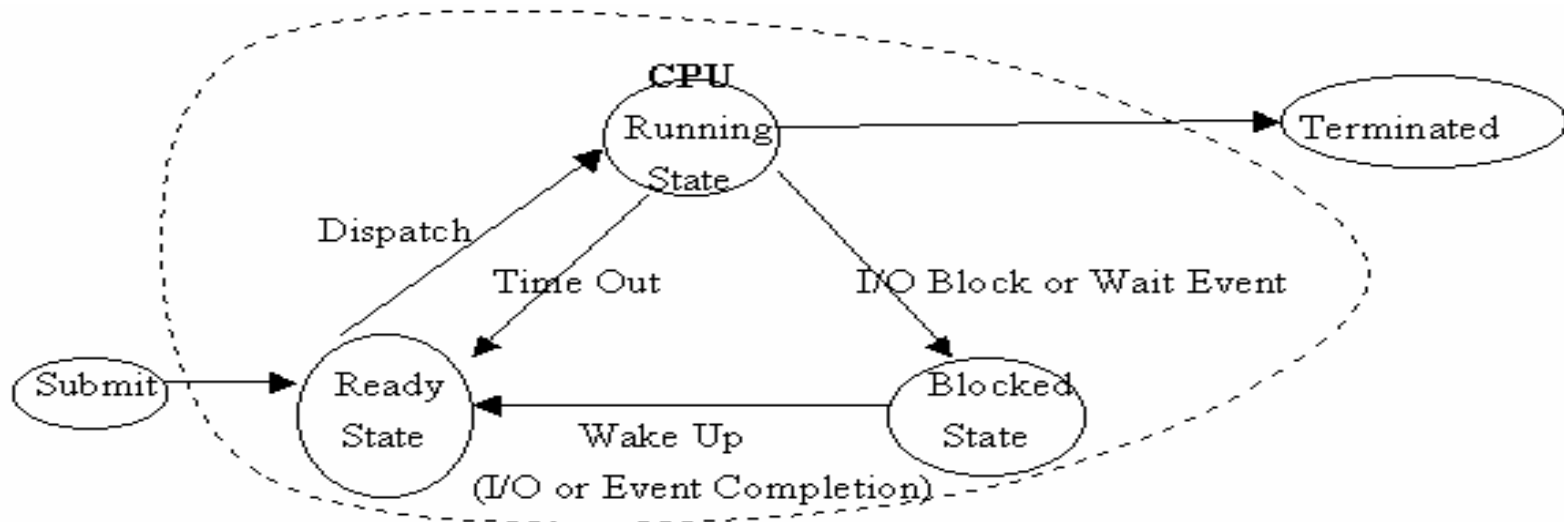 CPU
Running
State
Terminated
Dispatch
Time Out
I/O Block or Wait Event
Submit
Ready
State
Blocked
State
Wake Up
(I/O or Event Completion)